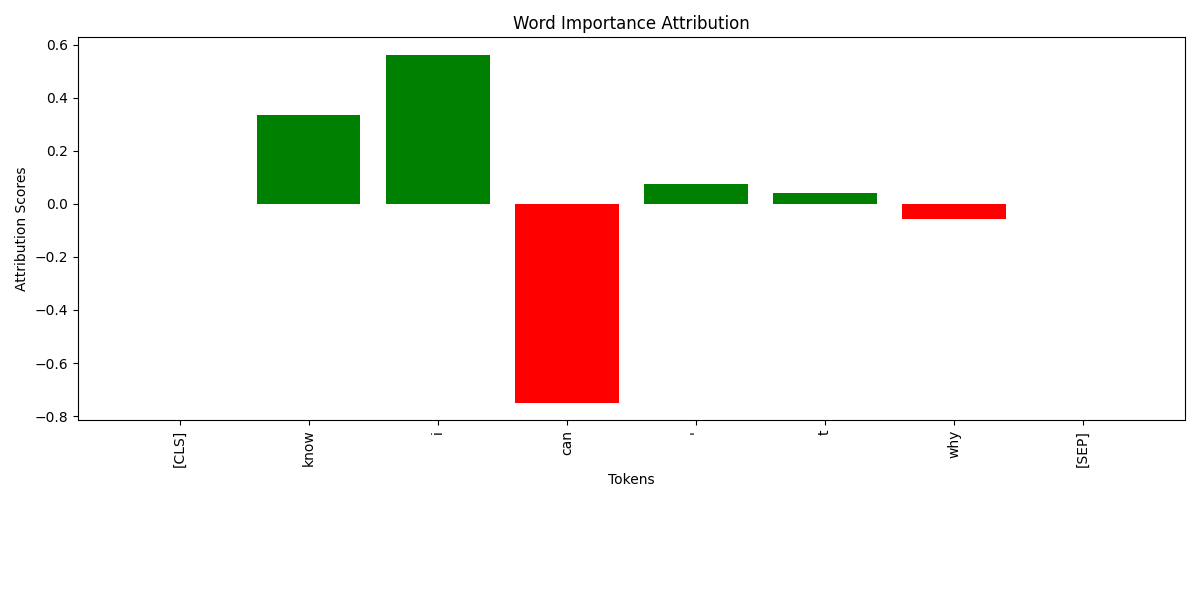 Word Importance Attribution
0.6
0.4
0.2
0.0
−0.2
−0.4
−0.6
−0.8
Attribution Scores
[CLS]
know
i
can
'
t
why
[SEP]
Tokens